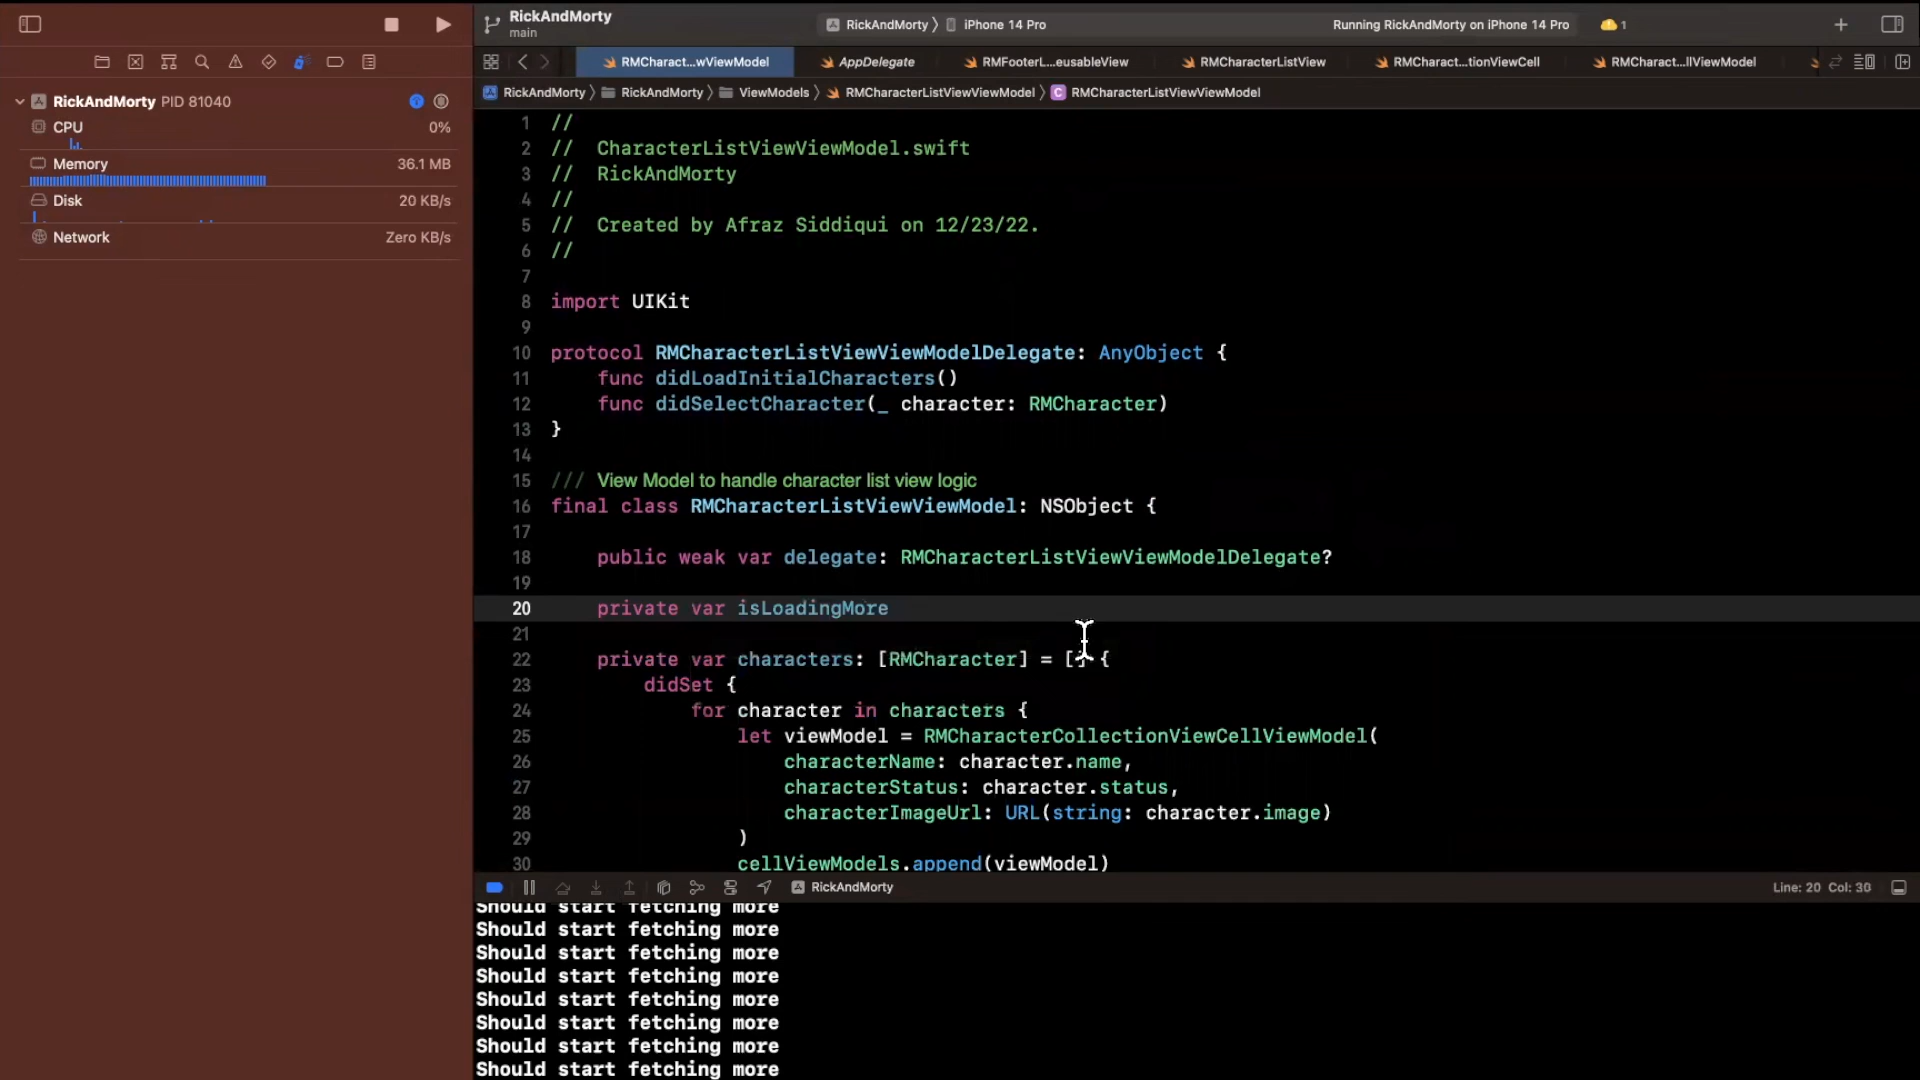 RickAndMorty
main
RickAndMorty
iPhone 14 Pro
Running RickAndMorty on iPhone 14 Pro
1
RickAndMorty PID 81040
CPU 0%
Memory 36.1 MB
Disk 20 KB/s
Network Zero KB/s
RMCharact...wViewModel
AppDelegate
RMFooterL...eusableView
RMCharacterListView
RMCharact...tionViewCell
RMCharact...llViewModel
RickAndMorty
RickAndMorty
ViewModels
RMCharacterListViewViewModel
C RMCharacterListViewViewModel
1 //
2 //  CharacterListViewViewModel.swift
3 //  RickAndMorty
4 //
5 //  Created by Afraz Siddiqui on 12/23/22.
6 //
7
8 import UIKit
9
10 protocol RMCharacterListViewViewModelDelegate: AnyObject {
11     func didLoadInitialCharacters()
12     func didSelectCharacter(_ character: RMCharacter)
13 }
14
15 /// View Model to handle character list view logic
16 final class RMCharacterListViewViewModel: NSObject {
17
18     public weak var delegate: RMCharacterListViewViewModelDelegate?
19
20     private var isLoadingMore
21
22     private var characters: [RMCharacter] = [] {
23         didSet {
24             for character in characters {
25                 let viewModel = RMCharacterCollectionViewCellViewModel(
26                     characterName: character.name,
27                     characterStatus: character.status,
28                     characterImageUrl: URL(string: character.image)
29                 )
30                 cellViewModels.append(viewModel)
RickAndMorty
Line: 20 Col: 30
Should start fetching more
Should start fetching more
Should start fetching more
Should start fetching more
Should start fetching more
Should start fetching more
Should start fetching more
Should start fetching more